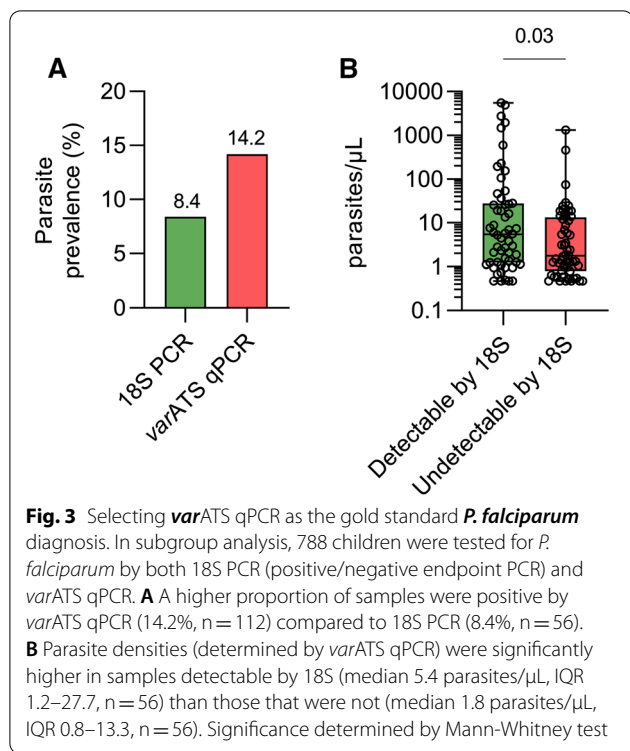 A
Parasite
prevalence (%)
20
15
10
5
0
8.4
14.2
18S PCR
varATS qPCR
B
0.03
parasites/µL
10000
1000
100
10
1
0.1
Detectable by 18S
Undetectable by 18S
Fig. 3 Selecting varATS qPCR as the gold standard P. falciparum
diagnosis. In subgroup analysis, 788 children were tested for P.
falciparum by both 18S PCR (positive/negative endpoint PCR) and
varATS qPCR. A A higher proportion of samples were positive by
varATS qPCR (14.2%, n = 112) compared to 18S PCR (8.4%, n = 56).
B Parasite densities (determined by varATS qPCR) were significantly
higher in samples detectable by 18S (median 5.4 parasites/µL, IQR
1.2–27.7, n = 56) than those that were not (median 1.8 parasites/µL,
IQR 0.8–13.3, n = 56). Significance determined by Mann-Whitney test